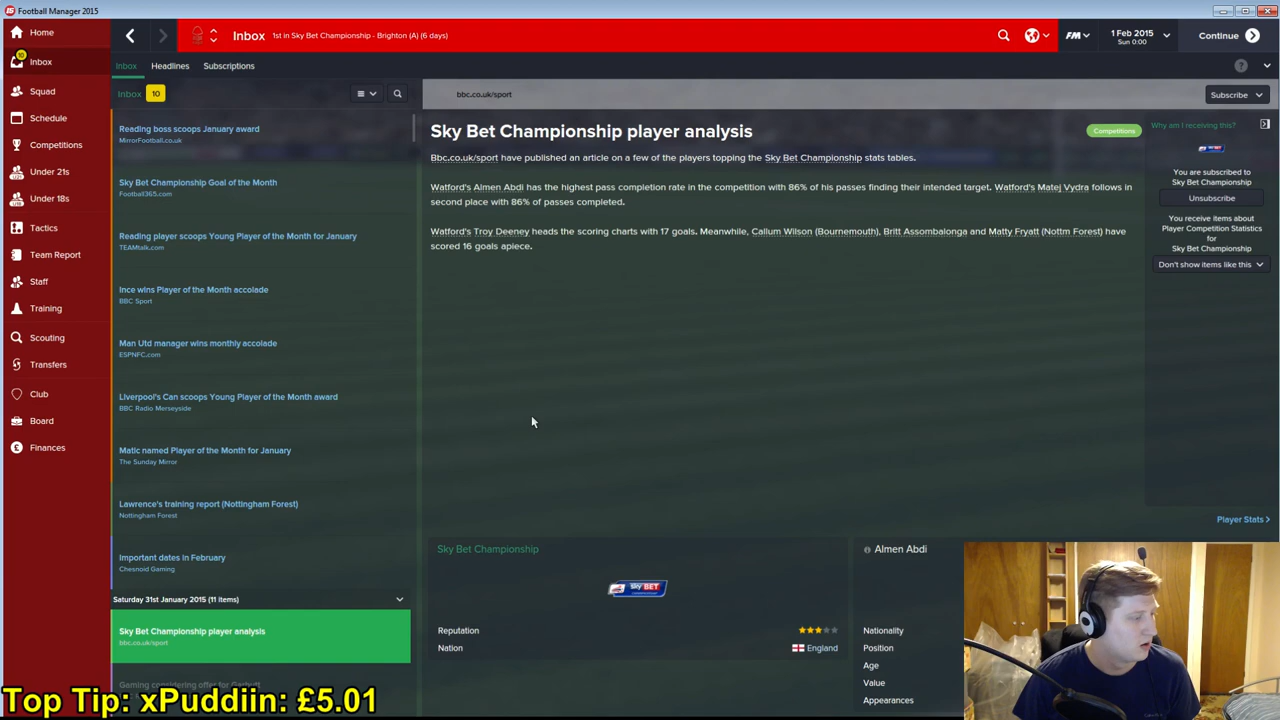 Football Manager 2015
Home
Inbox
1st in Sky Bet Championship - Brighton (A) (6 days)
FM
1 Feb 2015
Sun 0:00
Continue
10
Inbox
Squad
Schedule
Competitions
Under 21s
Under 18s
Tactics
Team Report
Staff
Training
Scouting
Transfers
Club
Board
Finances
Inbox
Headlines
Subscriptions
Inbox
10
Reading boss scoops January award
MirrorFootball.co.uk
Sky Bet Championship Goal of the Month
Football365.com
Reading player scoops Young Player of the Month for January
TEAMtalk.com
Ince wins Player of the Month accolade
BBC Sport
Man Utd manager wins monthly accolade
ESPNFC.com
Liverpool's Can scoops Young Player of the Month award
BBC Radio Merseyside
Matic named Player of the Month for January
The Sunday Mirror
Lawrence's training report (Nottingham Forest)
Nottingham Forest
Important dates in February
Chesnoid Gaming
Saturday 31st January 2015 (11 items)
Sky Bet Championship player analysis
bbc.co.uk/sport
bbc.co.uk/sport
Subscribe
Sky Bet Championship player analysis
Competitions
Bbc.co.uk/sport have published an article on a few of the players topping the Sky Bet Championship stats tables.
Watford's Almen Abdi has the highest pass completion rate in the competition with 86% of his passes finding their intended target. Watford's Matej Vydra follows in
second place with 86% of passes completed.
Watford's Troy Deeney heads the scoring charts with 17 goals. Meanwhile, Callum Wilson (Bournemouth), Britt Assombalonga and Matty Fryatt (Nottm Forest) have
scored 16 goals apiece.
Why am I receiving this?
You are subscribed to
Sky Bet Championship
Unsubscribe
You receive items about
Player Competition Statistics
for
Sky Bet Championship
Don't show items like this
Player Stats
Sky Bet Championship
sky BET
Reputation
Nation
England
Almen Abdi
Nationality
Position
Age
Value
Appearances
Top Tip: xPuddiin: £5.01